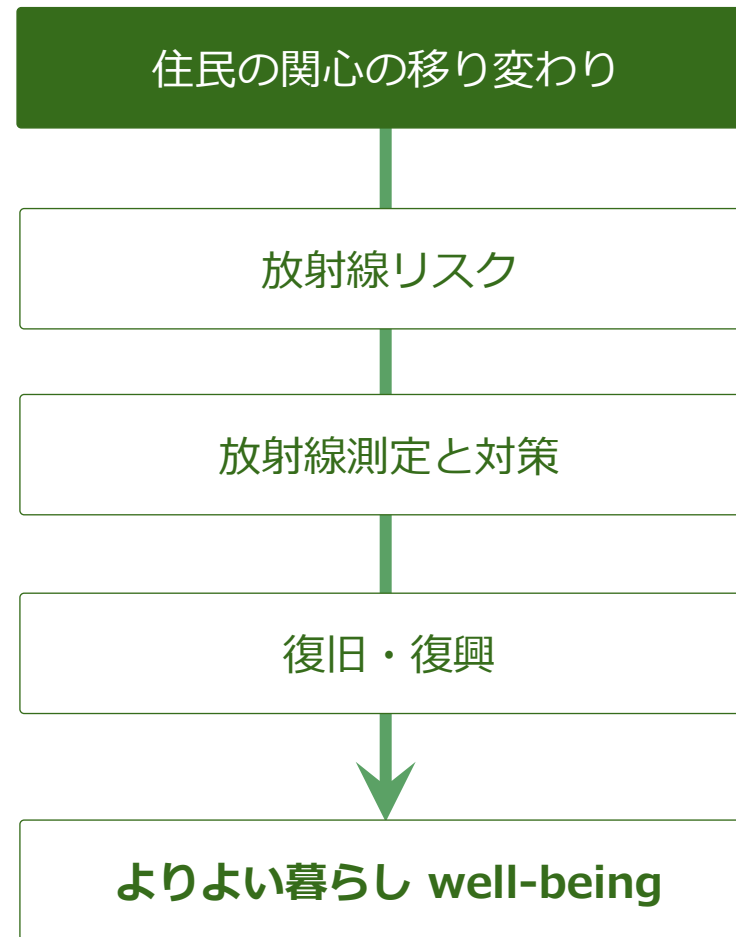 住民の関心の移り変わり
放射線リスク
放射線測定と対策
復旧・復興
よりよい暮らし well-being